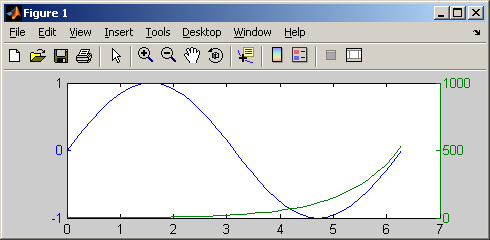 Figure 1
File Edit View Insert Tools Desktop Window Help
1 1000
0 500
-1 0
0 1 2 3 4 5 6 7